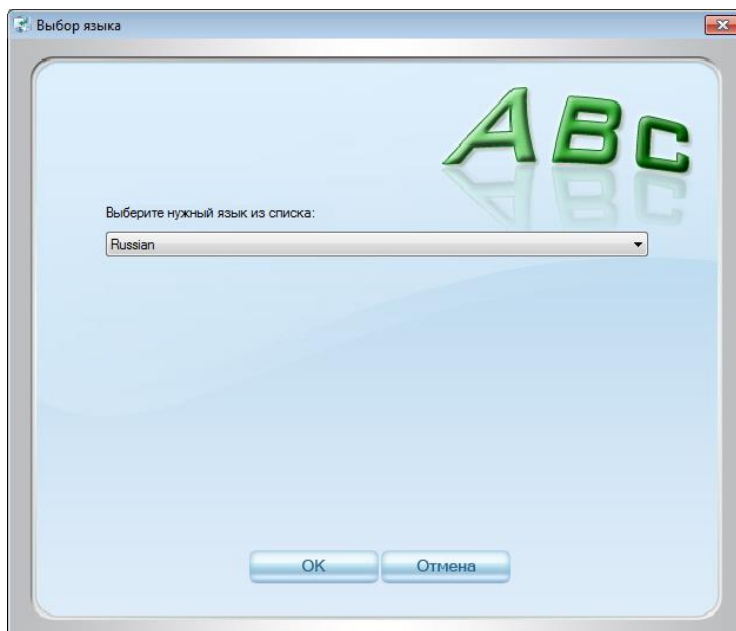 Выбор языка
ABC
Выберите нужный язык из списка:
Russian
OK Отмена